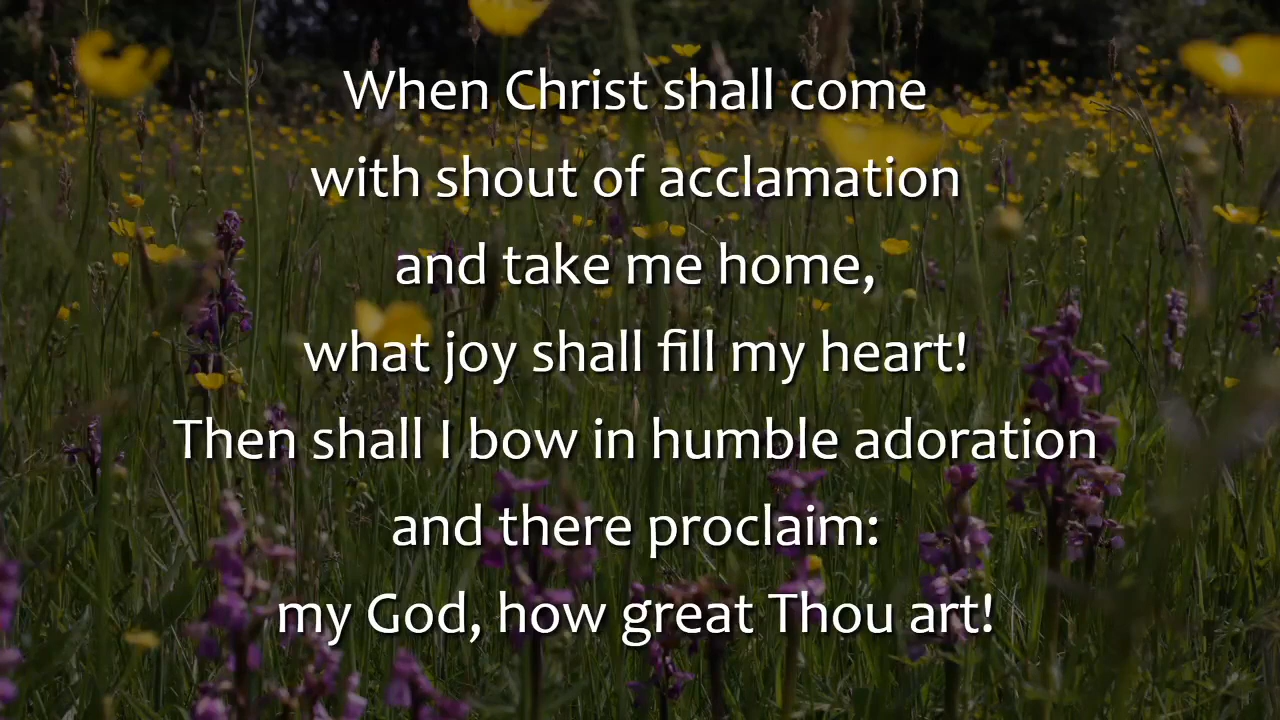 When Christ shall come
with shout of acclamation
and take me home,
what joy shall fill my heart!
Then shall I bow in humble adoration
and there proclaim:
my God, how great Thou art!